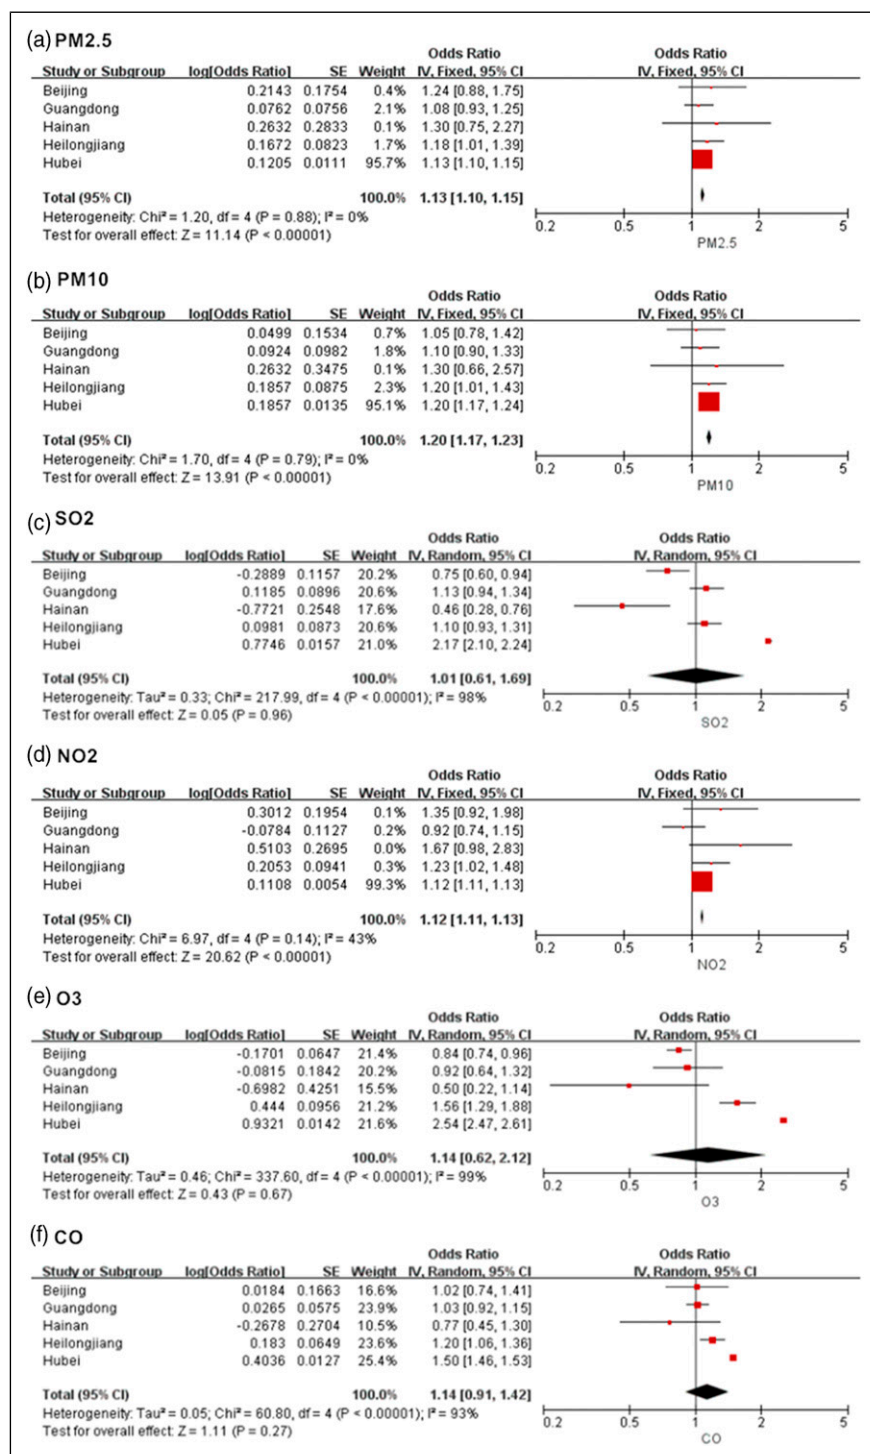 (a) PM2.5
Odds Ratio Odds Ratio
Study or Subgroup log[Odds Ratio] SE Weight IV, Fixed, 95% CI IV, Fixed, 95% CI
Beijing 0.2143 0.1754 0.4% 1.24 [0.88, 1.75]
Guangdong 0.0762 0.0756 2.1% 1.08 [0.93, 1.25]
Hainan 0.2632 0.2833 0.1% 1.30 [0.75, 2.27]
Heilongjiang 0.1672 0.0823 1.7% 1.18 [1.01, 1.39]
Hubei 0.1205 0.0111 95.7% 1.13 [1.10, 1.15]
Total (95% CI) 100.0% 1.13 [1.10, 1.15]
Heterogeneity: Chi² = 1.20, df = 4 (P = 0.88); I² = 0%
Test for overall effect: Z = 11.14 (P < 0.00001)
0.2 0.5 1 2 5
PM2.5
(b) PM10
Odds Ratio Odds Ratio
Study or Subgroup log[Odds Ratio] SE Weight IV, Fixed, 95% CI IV, Fixed, 95% CI
Beijing 0.0499 0.1534 0.7% 1.05 [0.78, 1.42]
Guangdong 0.0924 0.0982 1.8% 1.10 [0.90, 1.33]
Hainan 0.2632 0.3475 0.1% 1.30 [0.66, 2.57]
Heilongjiang 0.1857 0.0875 2.3% 1.20 [1.01, 1.43]
Hubei 0.1857 0.0135 95.1% 1.20 [1.17, 1.24]
Total (95% CI) 100.0% 1.20 [1.17, 1.23]
Heterogeneity: Chi² = 1.70, df = 4 (P = 0.79); I² = 0%
Test for overall effect: Z = 13.91 (P < 0.00001)
0.2 0.5 1 2 5
PM10
(c) SO2
Odds Ratio Odds Ratio
Study or Subgroup log[Odds Ratio] SE Weight IV, Random, 95% CI IV, Random, 95% CI
Beijing -0.2889 0.1157 20.2% 0.75 [0.60, 0.94]
Guangdong 0.1185 0.0896 20.6% 1.13 [0.94, 1.34]
Hainan -0.7721 0.2548 17.6% 0.46 [0.28, 0.76]
Heilongjiang 0.0981 0.0873 20.6% 1.10 [0.93, 1.31]
Hubei 0.7746 0.0157 21.0% 2.17 [2.10, 2.24]
Total (95% CI) 100.0% 1.01 [0.61, 1.69]
Heterogeneity: Tau² = 0.33; Chi² = 217.99, df = 4 (P < 0.00001); I² = 98%
Test for overall effect: Z = 0.05 (P = 0.96)
0.2 0.5 1 2 5
SO2
(d) NO2
Odds Ratio Odds Ratio
Study or Subgroup log[Odds Ratio] SE Weight IV, Fixed, 95% CI IV, Fixed, 95% CI
Beijing 0.3012 0.1954 0.1% 1.35 [0.92, 1.98]
Guangdong -0.0784 0.1127 0.2% 0.92 [0.74, 1.15]
Hainan 0.5103 0.2695 0.0% 1.67 [0.98, 2.83]
Heilongjiang 0.2053 0.0941 0.3% 1.23 [1.02, 1.48]
Hubei 0.1108 0.0054 99.3% 1.12 [1.11, 1.13]
Total (95% CI) 100.0% 1.12 [1.11, 1.13]
Heterogeneity: Chi² = 6.97, df = 4 (P = 0.14); I² = 43%
Test for overall effect: Z = 20.62 (P < 0.00001)
0.2 0.5 1 2 5
NO2
(e) O3
Odds Ratio Odds Ratio
Study or Subgroup log[Odds Ratio] SE Weight IV, Random, 95% CI IV, Random, 95% CI
Beijing -0.1701 0.0647 21.4% 0.84 [0.74, 0.96]
Guangdong -0.0815 0.1842 20.2% 0.92 [0.64, 1.32]
Hainan -0.6982 0.4251 15.5% 0.50 [0.22, 1.14]
Heilongjiang 0.444 0.0956 21.2% 1.56 [1.29, 1.88]
Hubei 0.9321 0.0142 21.6% 2.54 [2.47, 2.61]
Total (95% CI) 100.0% 1.14 [0.62, 2.12]
Heterogeneity: Tau² = 0.46; Chi² = 337.60, df = 4 (P < 0.00001); I² = 99%
Test for overall effect: Z = 0.43 (P = 0.67)
0.2 0.5 1 2 5
O3
(f) CO
Odds Ratio Odds Ratio
Study or Subgroup log[Odds Ratio] SE Weight IV, Random, 95% CI IV, Random, 95% CI
Beijing 0.0184 0.1663 16.6% 1.02 [0.74, 1.41]
Guangdong 0.0265 0.0575 23.9% 1.03 [0.92, 1.15]
Hainan -0.2678 0.2704 10.5% 0.77 [0.45, 1.30]
Heilongjiang 0.183 0.0649 23.6% 1.20 [1.06, 1.36]
Hubei 0.4036 0.0127 25.4% 1.50 [1.46, 1.53]
Total (95% CI) 100.0% 1.14 [0.91, 1.42]
Heterogeneity: Tau² = 0.05; Chi² = 60.80, df = 4 (P < 0.00001); I² = 93%
Test for overall effect: Z = 1.11 (P = 0.27)
0.2 0.5 1 2 5
CO